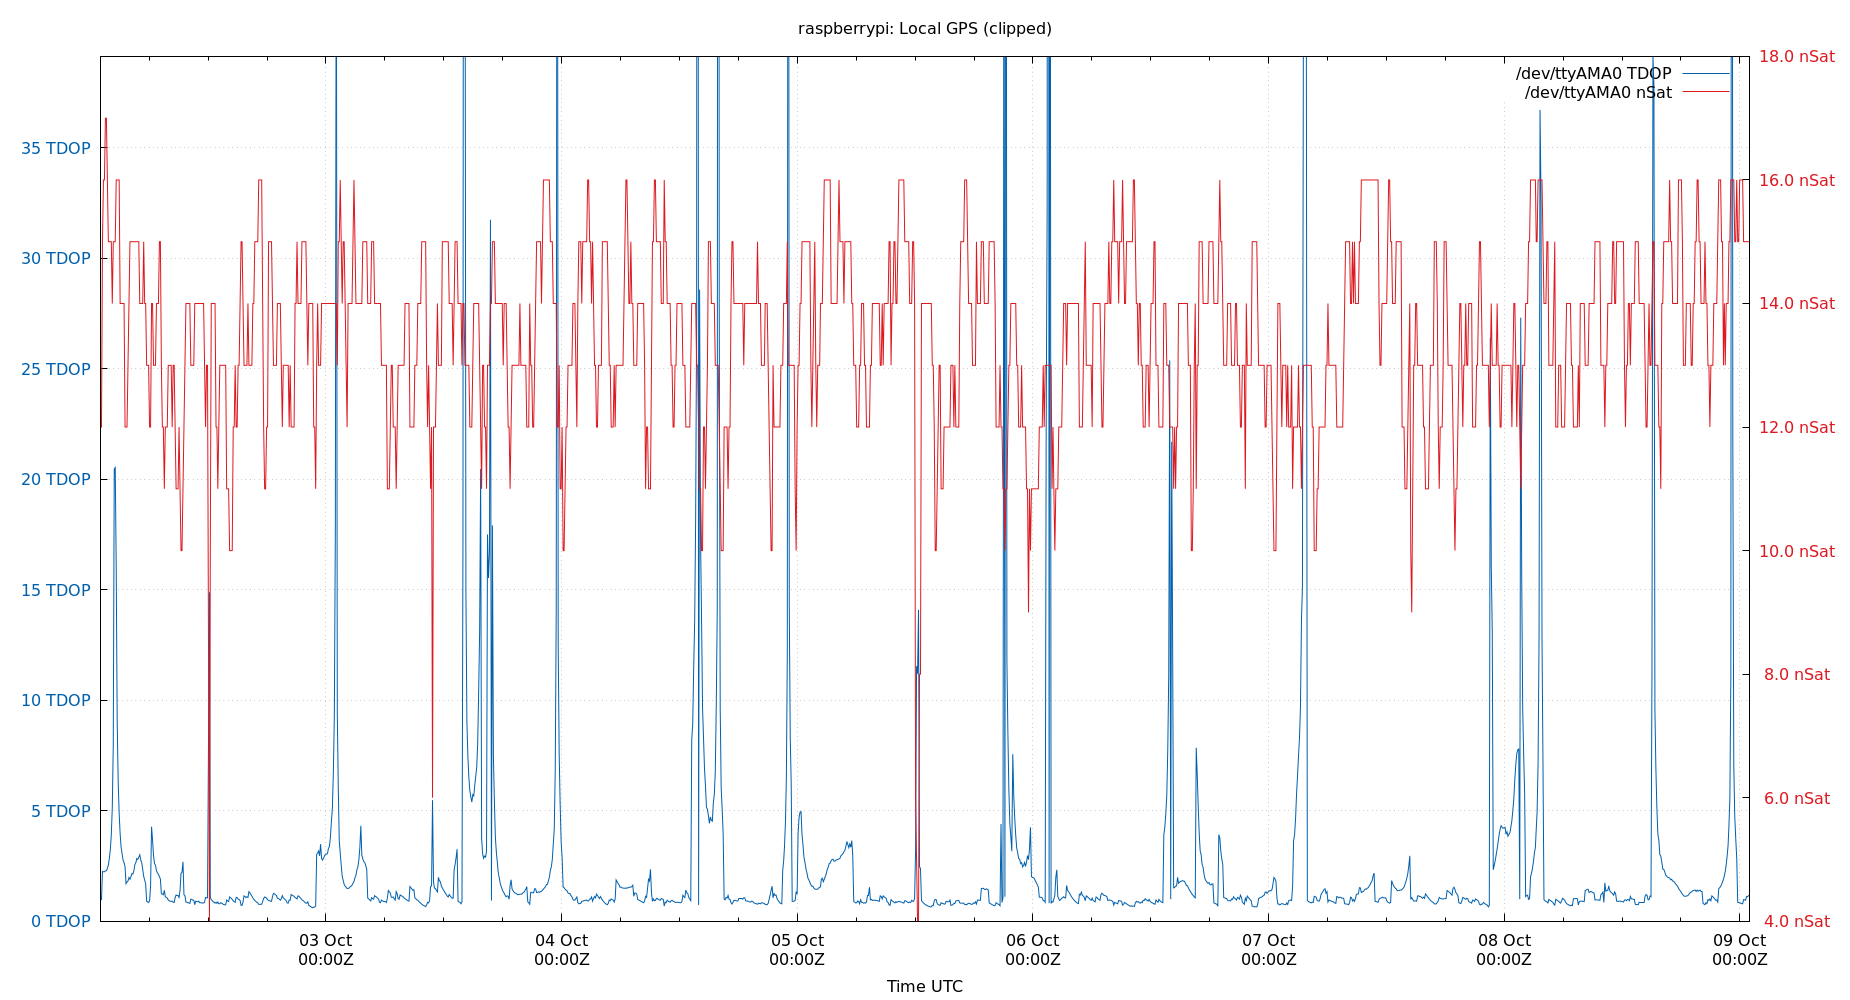 raspberrypi: Local GPS (clipped)
18.0 nSat
/dev/ttyAMA0 TDOP
/dev/ttyAMA0 nSat
35 TDOP
16.0 nSat
30 TDOP
14.0 nSat
25 TDOP
12.0 nSat
20 TDOP
10.0 nSat
15 TDOP
8.0 nSat
10 TDOP
6.0 nSat
5 TDOP
4.0 nSat
0 TDOP
03 Oct
00:00Z
04 Oct
00:00Z
05 Oct
00:00Z
06 Oct
00:00Z
07 Oct
00:00Z
08 Oct
00:00Z
09 Oct
00:00Z
Time UTC